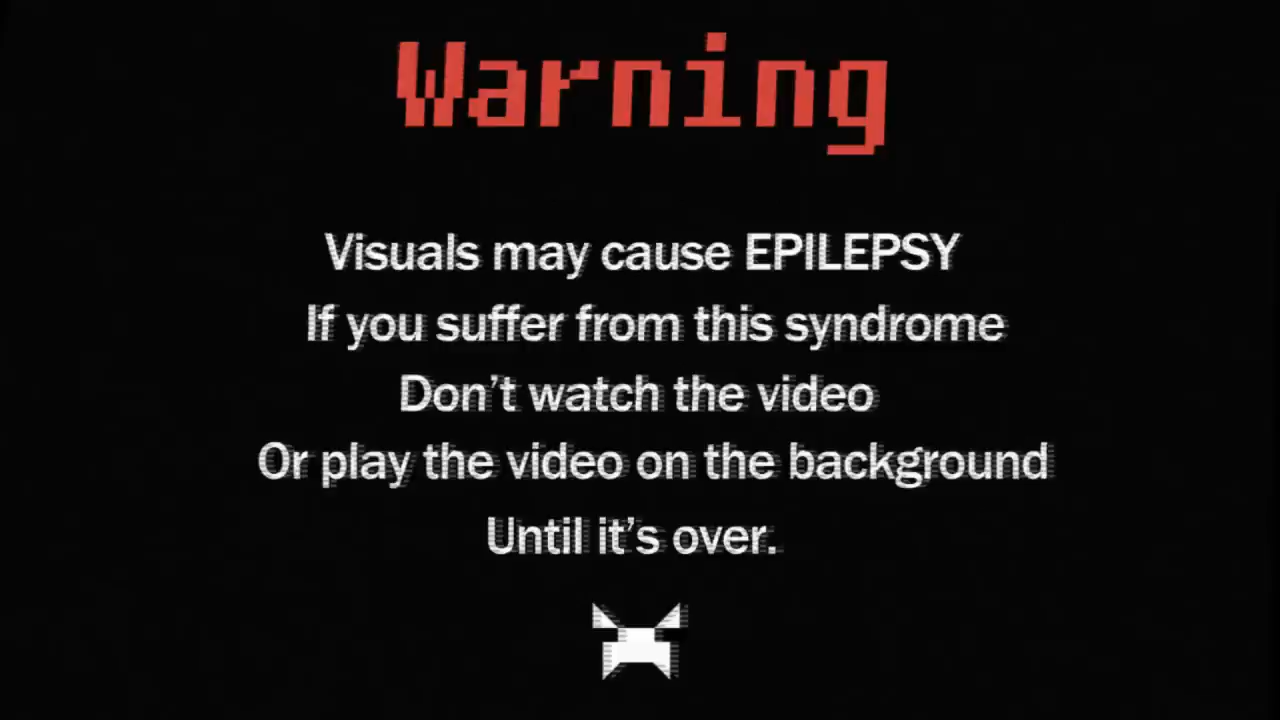 Warning
Visuals may cause EPILEPSY
If you suffer from this syndrome
Don’t watch the video
Or play the video on the background
Until it’s over.